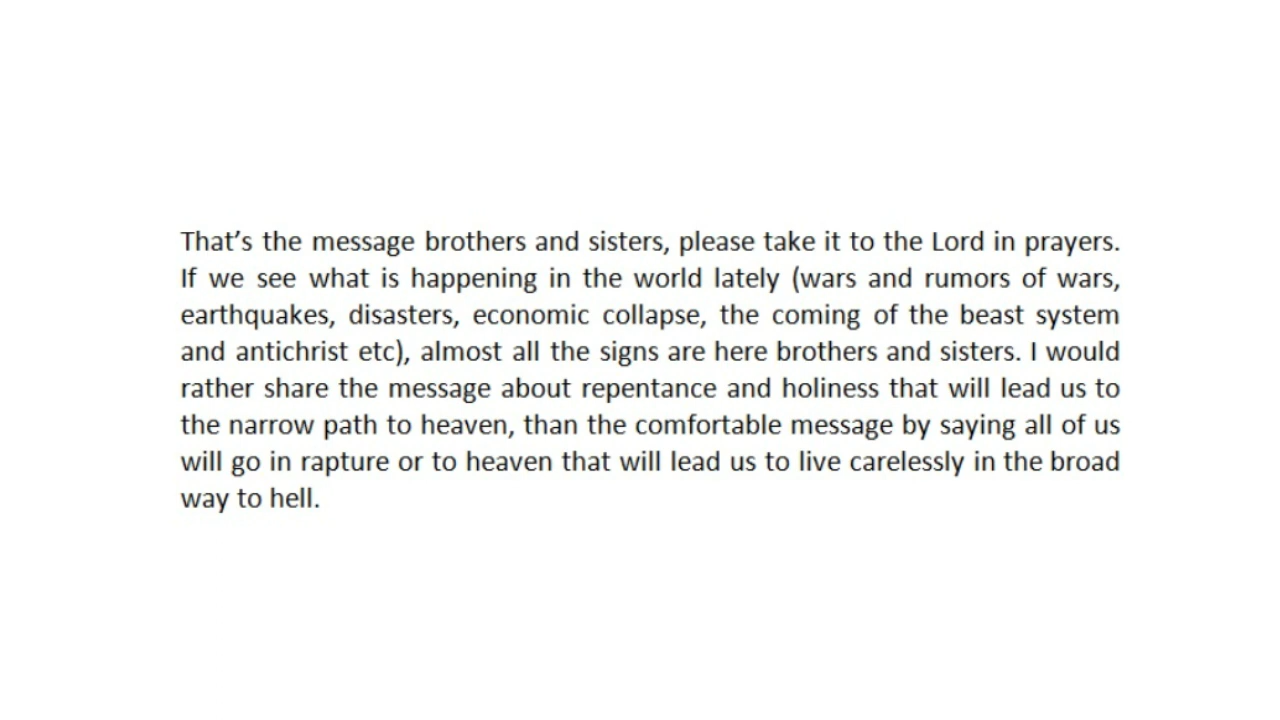 That’s the message brothers and sisters, please take it to the Lord in prayers.
If we see what is happening in the world lately (wars and rumors of wars,
earthquakes, disasters, economic collapse, the coming of the beast system
and antichrist etc), almost all the signs are here brothers and sisters. I would
rather share the message about repentance and holiness that will lead us to
the narrow path to heaven, than the comfortable message by saying all of us
will go in rapture or to heaven that will lead us to live carelessly in the broad
way to hell.